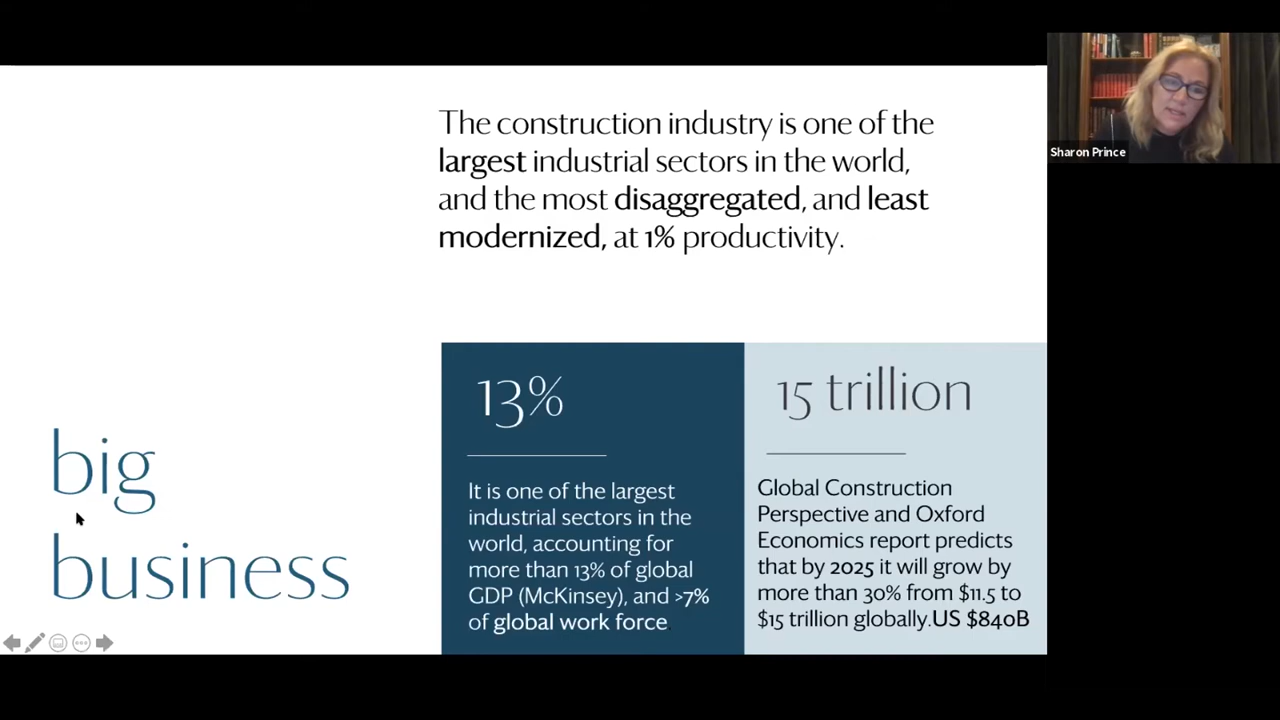 The construction industry is one of the
largest industrial sectors in the world,
and the most disaggregated, and least
modernized, at 1% productivity.
Sharon Prince
big
business
13%
It is one of the largest
industrial sectors in the
world, accounting for
more than 13% of global
GDP (McKinsey), and >7%
of global work force
15 trillion
Global Construction
Perspective and Oxford
Economics report predicts
that by 2025 it will grow by
more than 30% from $11.5 to
$15 trillion globally.US $840B